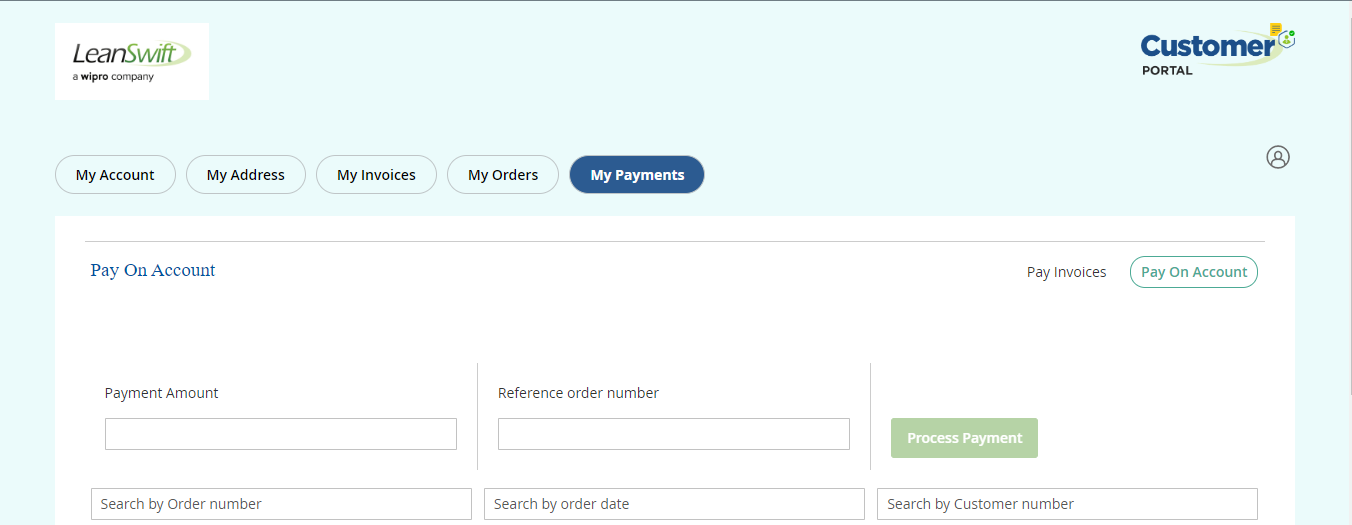 LeanSwift
a wipro company
Customer
PORTAL
My Account
My Address
My Invoices
My Orders
My Payments
Pay On Account
Pay Invoices
Pay On Account
Payment Amount
Reference order number
Process Payment
Search by Order number
Search by order date
Search by Customer number